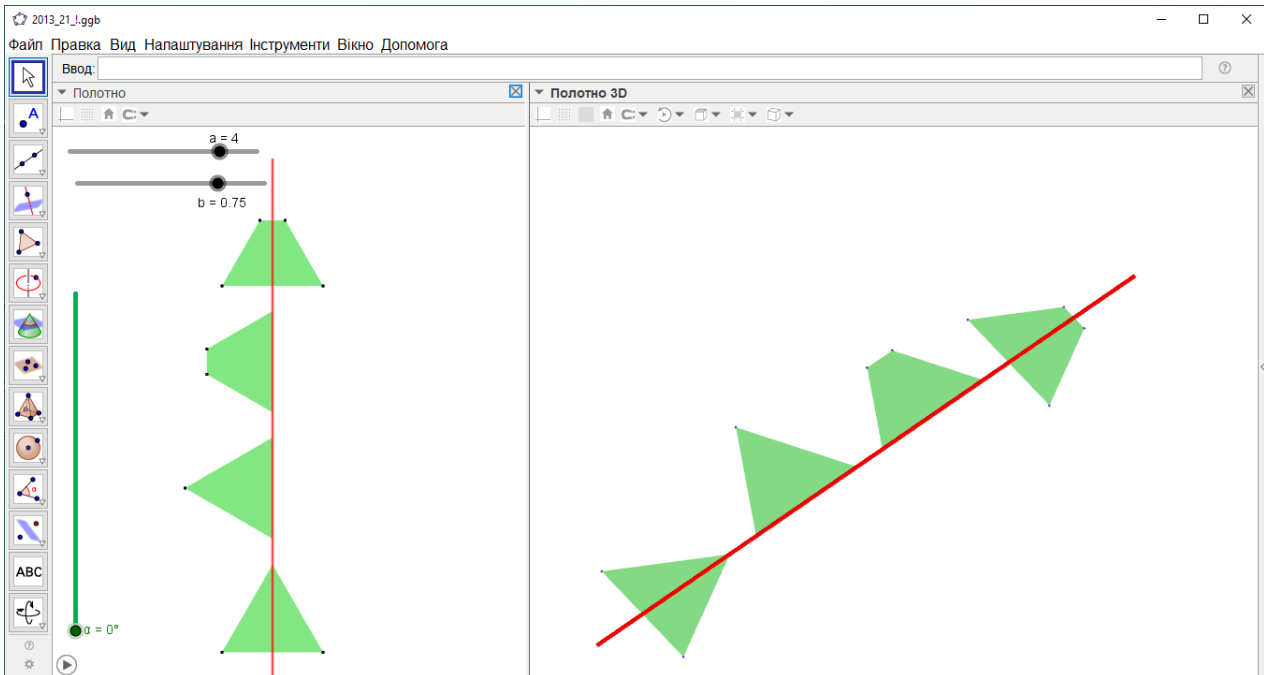 2013_21_!.ggb
Файл Правка Вид Налаштування Інструменти Вікно Допомога
Ввод:
Полотно
Полотно 3D
A
a = 4
b = 0.75
α
ABC
α = 0°